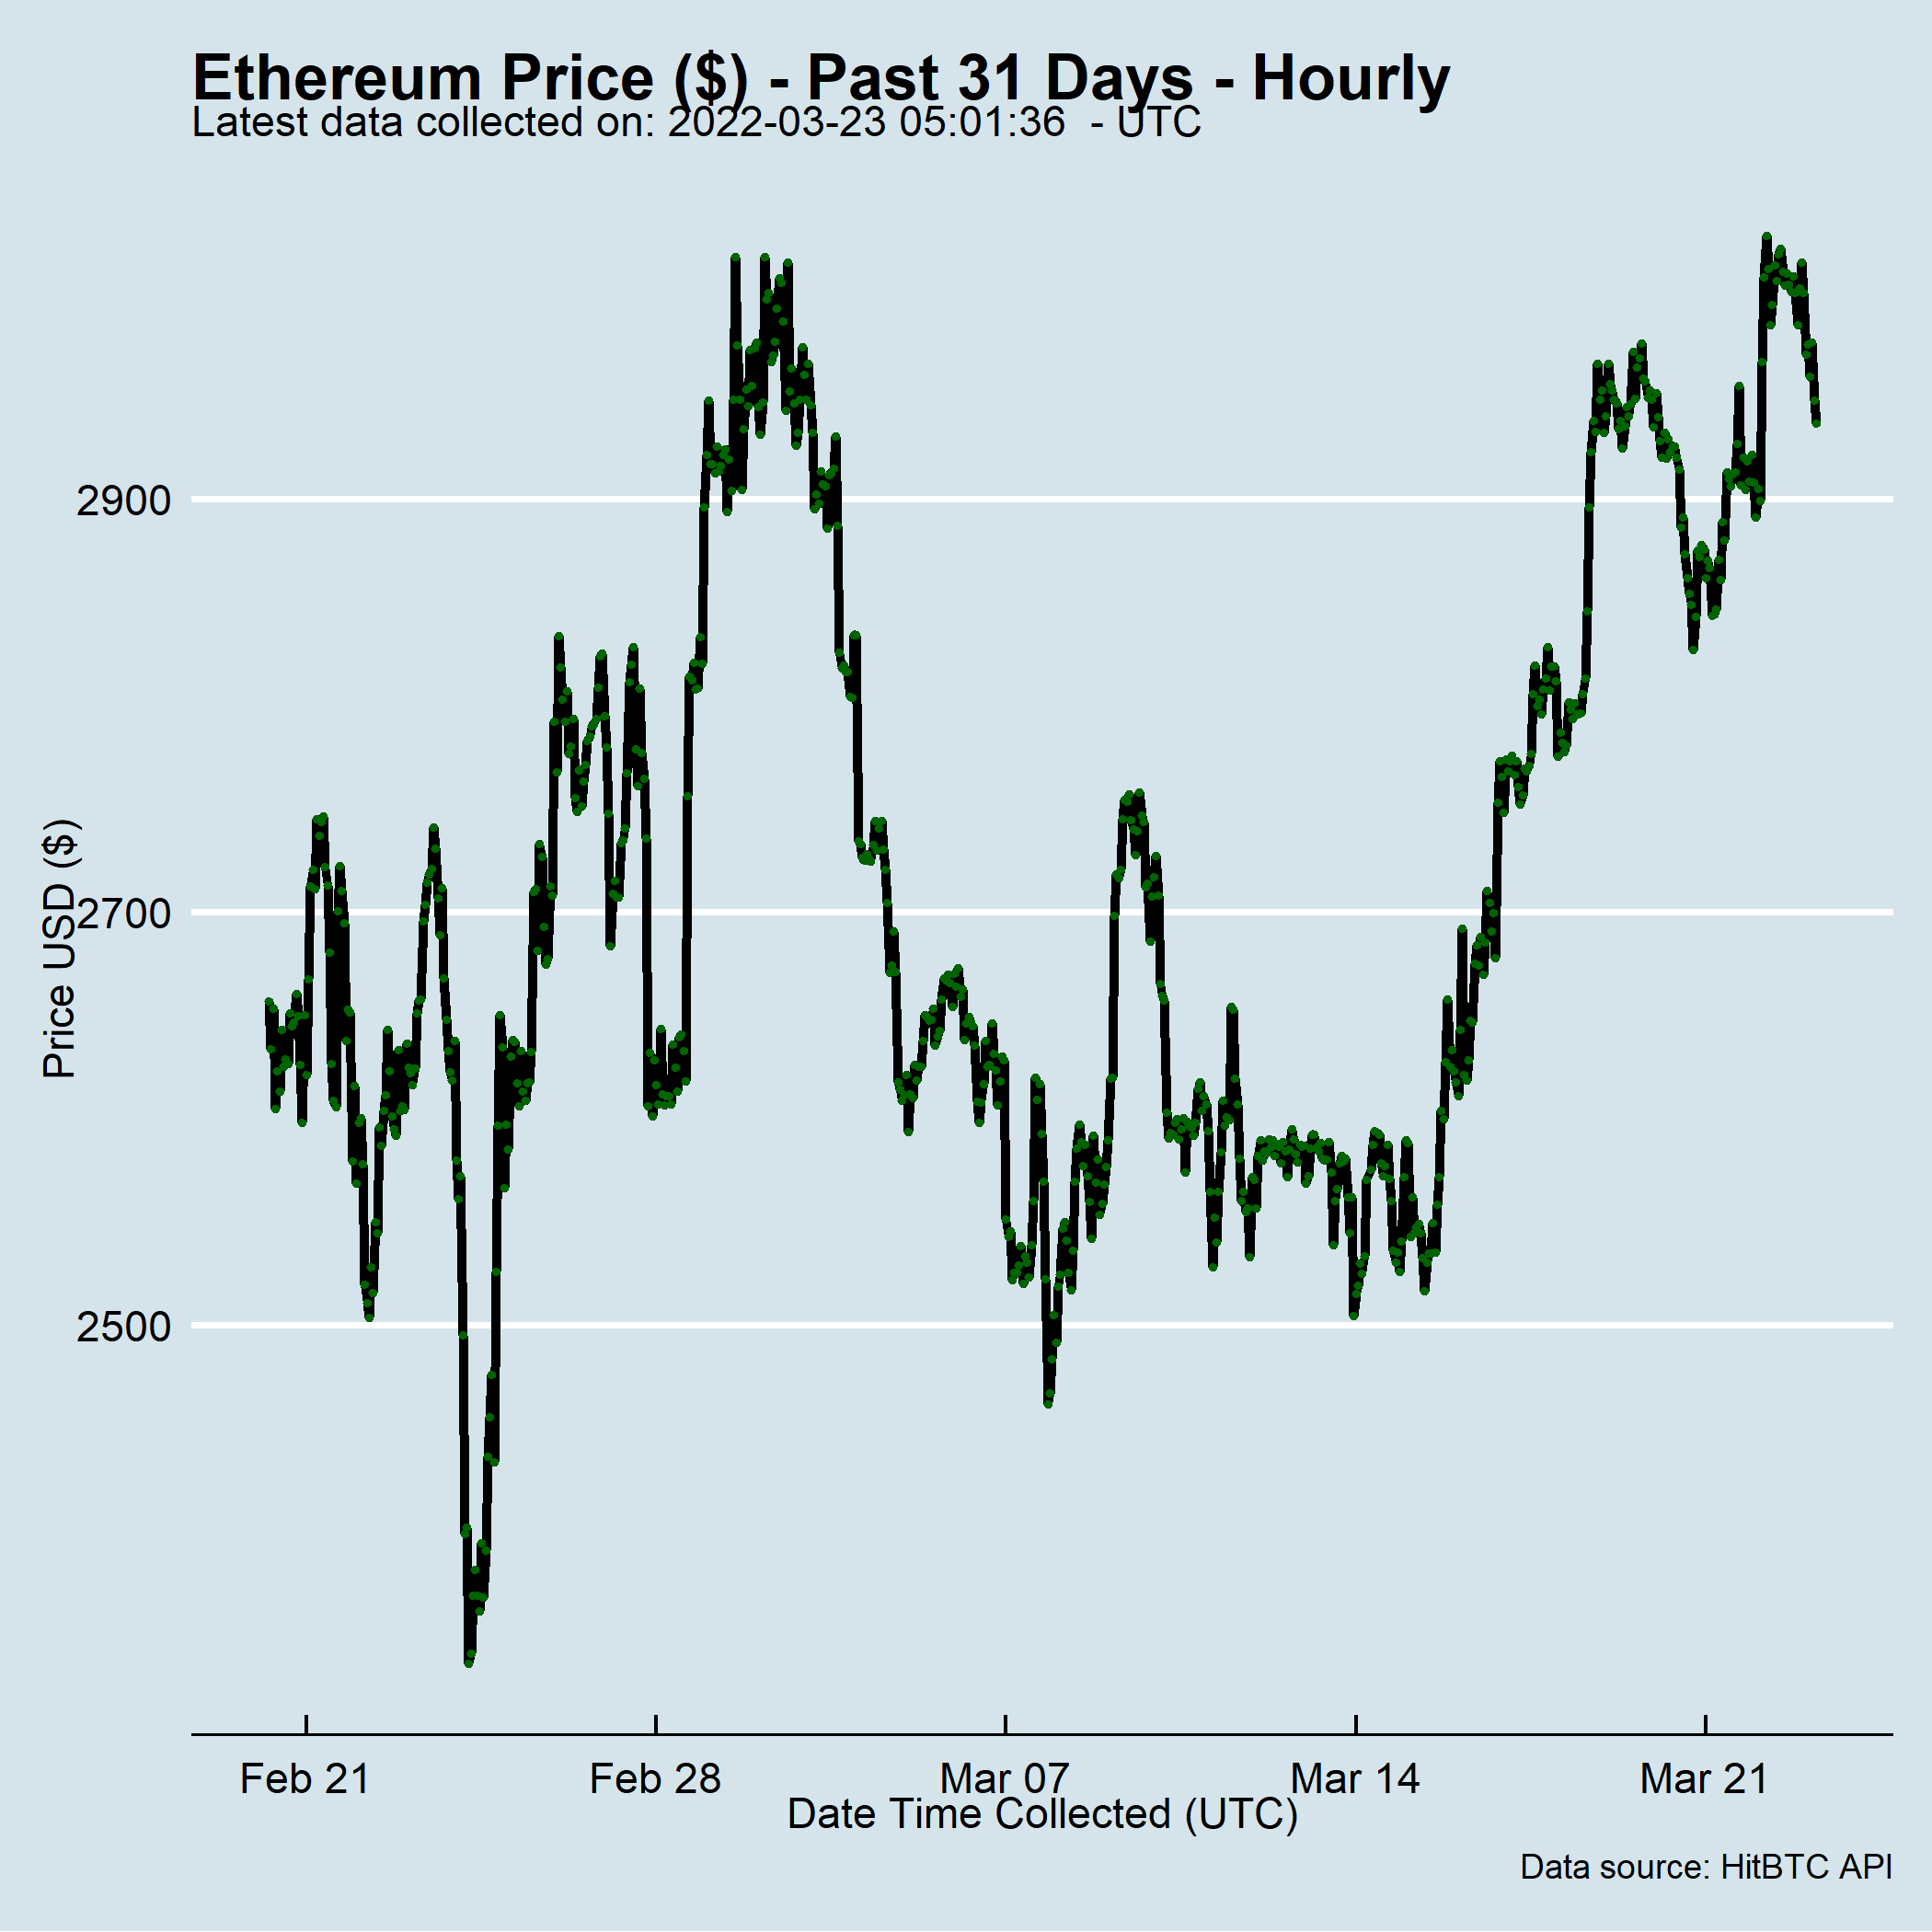 Ethereum Price ($) - Past 31 Days - Hourly
Latest data collected on: 2022-03-23 05:01:36  - UTC
Price USD ($)
2900
2700
2500
Feb 21
Feb 28
Mar 07
Mar 14
Mar 21
Date Time Collected (UTC)
Data source: HitBTC API